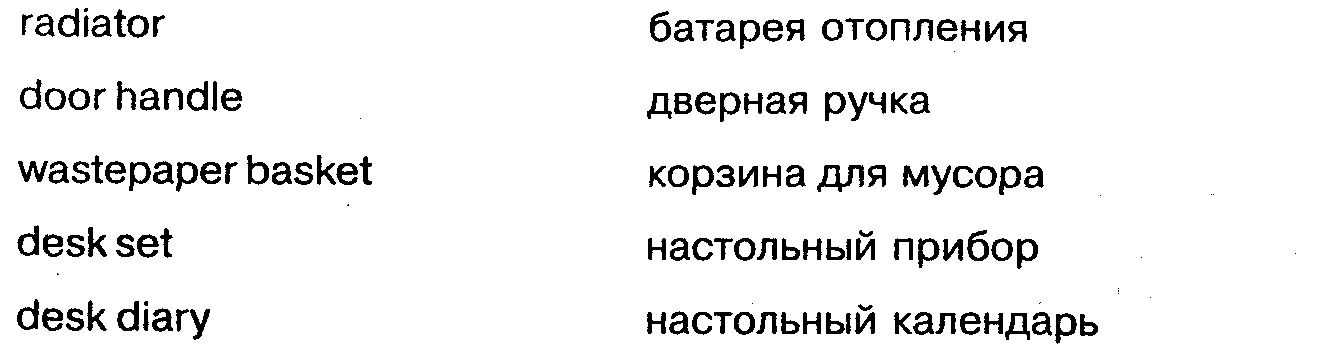 radiator батарея отопления
door handle дверная ручка
wastepaper basket корзина для мусора
desk set настольный прибор
desk diary настольный календарь